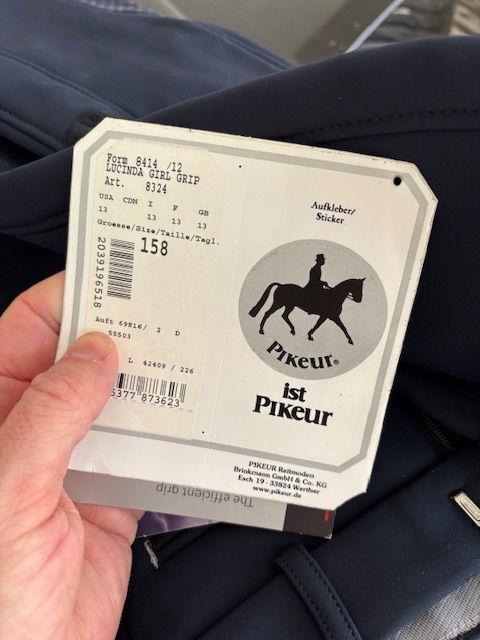 Form 8414 /12
LUCINDA GIRL GRIP
Art. 8324
USA CDN I F GB
13 13 13 13
Groesse/Size/Taille/Tagl.
158
2039196518
Auft 69816/ 2 D
55503
L 42409 / 226
5377 873623
Aufkleber/
Sticker
PIKEUR®
ist
PIKEUR
PIKEUR Reitmoden
Brinkmann GmbH & Co. KG
Esch 19 · 33824 Werther
www.pikeur.de
The efficient grip